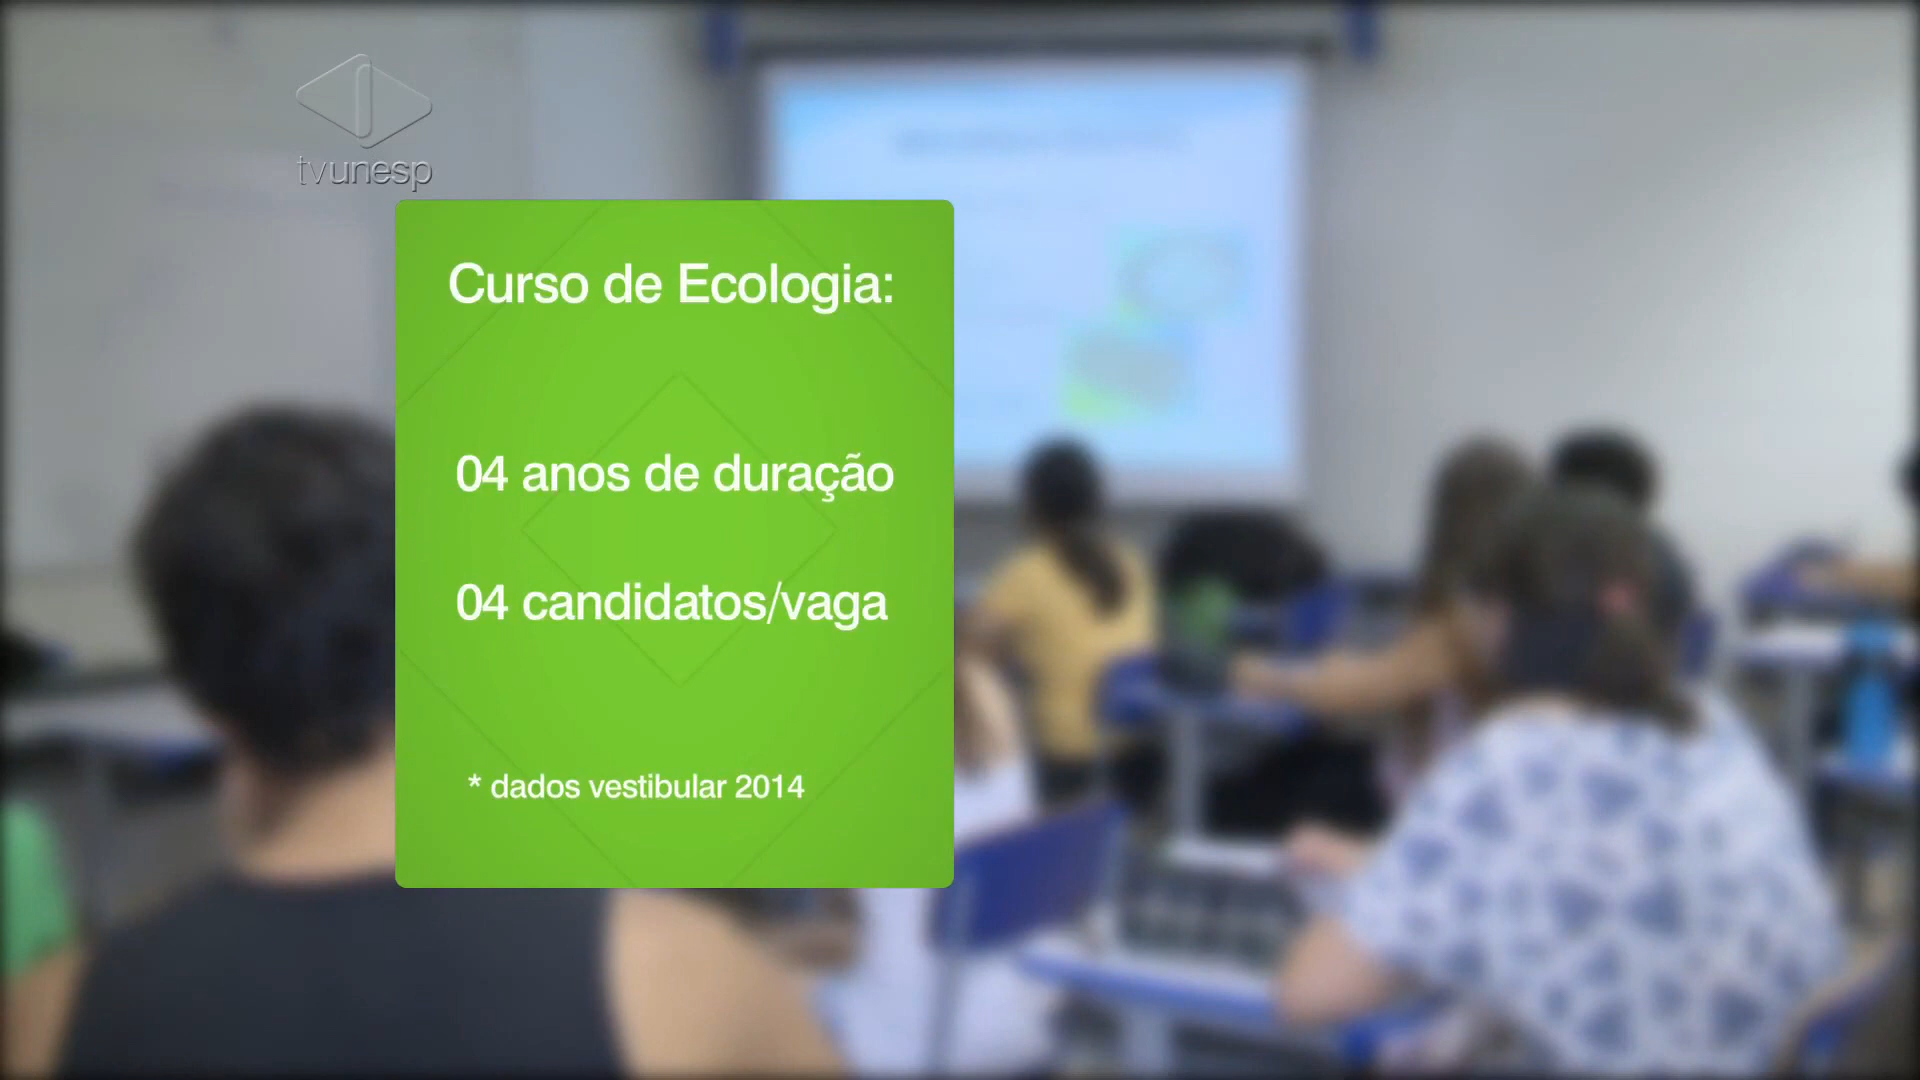 tvunesp
Curso de Ecologia:
04 anos de duração
04 candidatos/vaga
* dados vestibular 2014